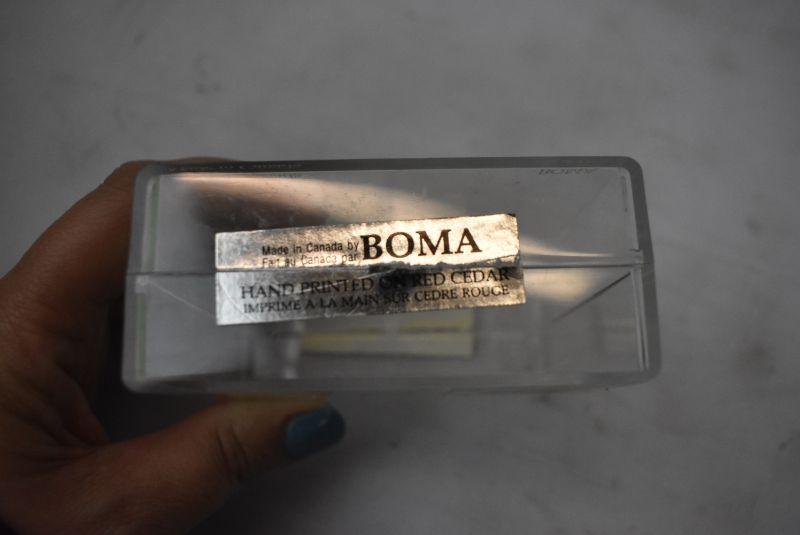 Made in Canada by BOMA
Fait au Canada par
HAND PRINTED ON RED CEDAR
IMPRIME A LA MAIN SUR CEDRE ROUGE